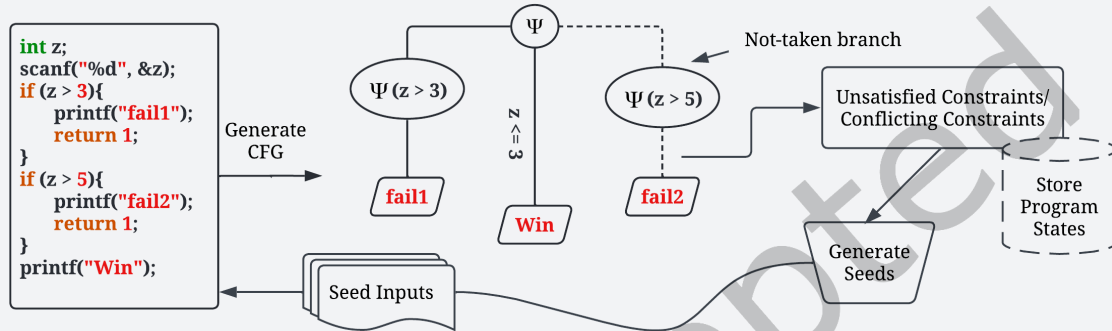 int z;
scanf("%d", &z);
if (z > 3){
printf("fail1");
return 1;
}
if (z > 5){
printf("fail2");
return 1;
}
printf("Win");
Generate
CFG
Ψ
Ψ (z > 3)
z <= 3
Ψ (z > 5)
Not-taken branch
fail1
Win
fail2
Unsatisfied Constraints/
Conflicting Constraints
Store
Program
States
Generate
Seeds
Seed Inputs
pted